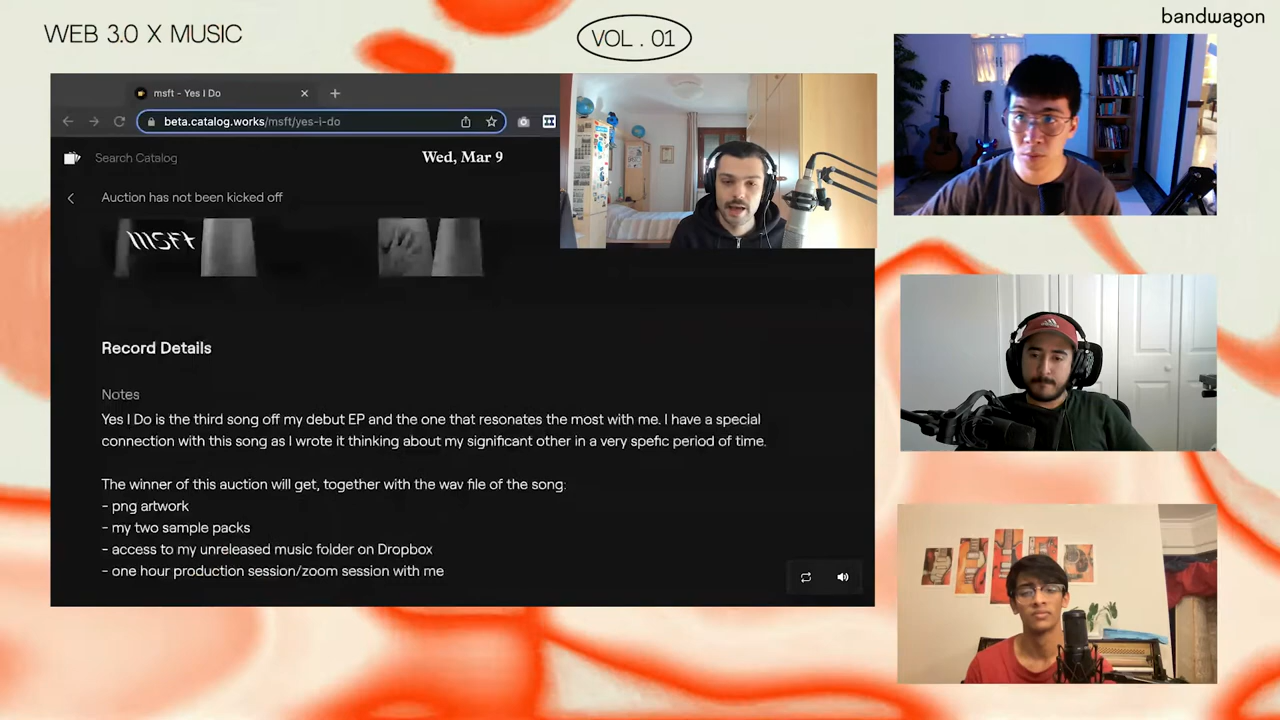 WEB 3.0 X MUSIC
VOL . 01
bandwagon
msft - Yes I Do
beta.catalog.works/msft/yes-i-do
Search Catalog
Wed, Mar 9
Auction has not been kicked off
msft
Record Details
Notes
Yes I Do is the third song off my debut EP and the one that resonates the most with me. I have a special
connection with this song as I wrote it thinking about my significant other in a very spefic period of time.
The winner of this auction will get, together with the wav file of the song:
- png artwork
- my two sample packs
- access to my unreleased music folder on Dropbox
- one hour production session/zoom session with me